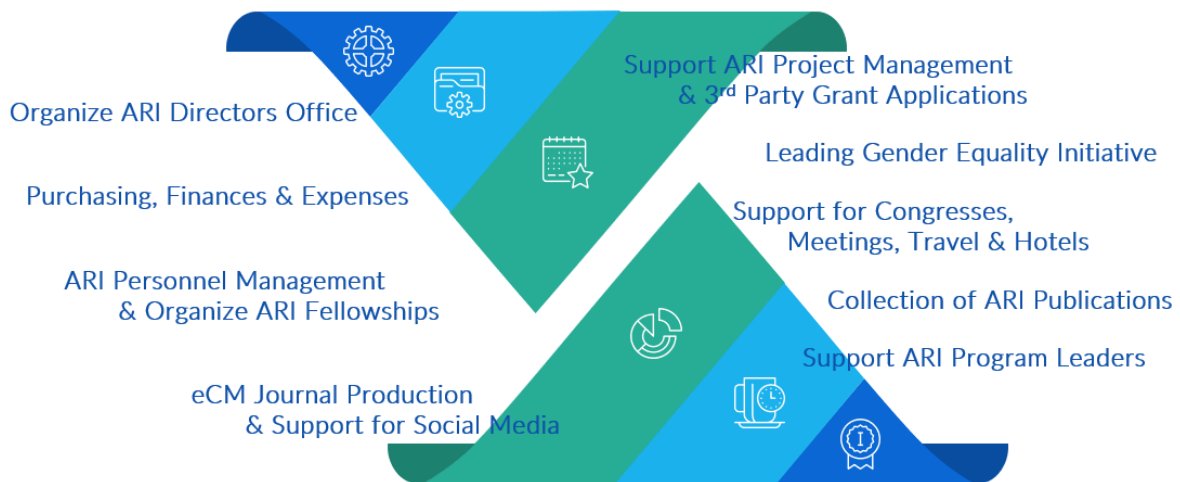 Organize ARI Directors Office
Purchasing, Finances & Expenses
ARI Personnel Management
& Organize ARI Fellowships
eCM Journal Production
& Support for Social Media
Support ARI Project Management
& 3rd Party Grant Applications
Leading Gender Equality Initiative
Support for Congresses,
Meetings, Travel & Hotels
Collection of ARI Publications
Support ARI Program Leaders
I